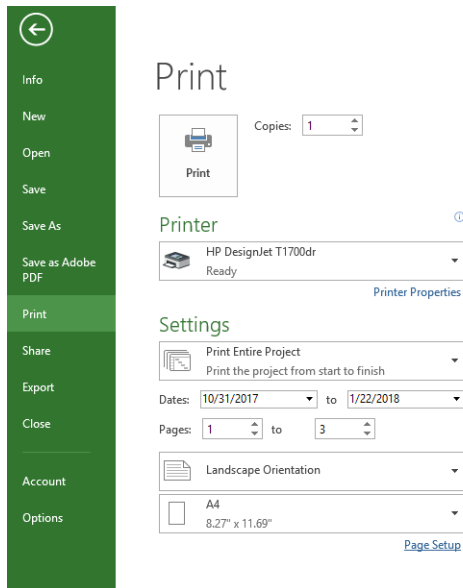 Info
New
Open
Save
Save As
Save as Adobe
PDF
Print
Share
Export
Close
Account
Options
Print
Print
Copies: 1
Printer
HP DesignJet T1700dr
Ready
Printer Properties
Settings
Print Entire Project
Print the project from start to finish
Dates: 10/31/2017 to 1/22/2018
Pages: 1 to 3
Landscape Orientation
A4
8.27" x 11.69"
Page Setup